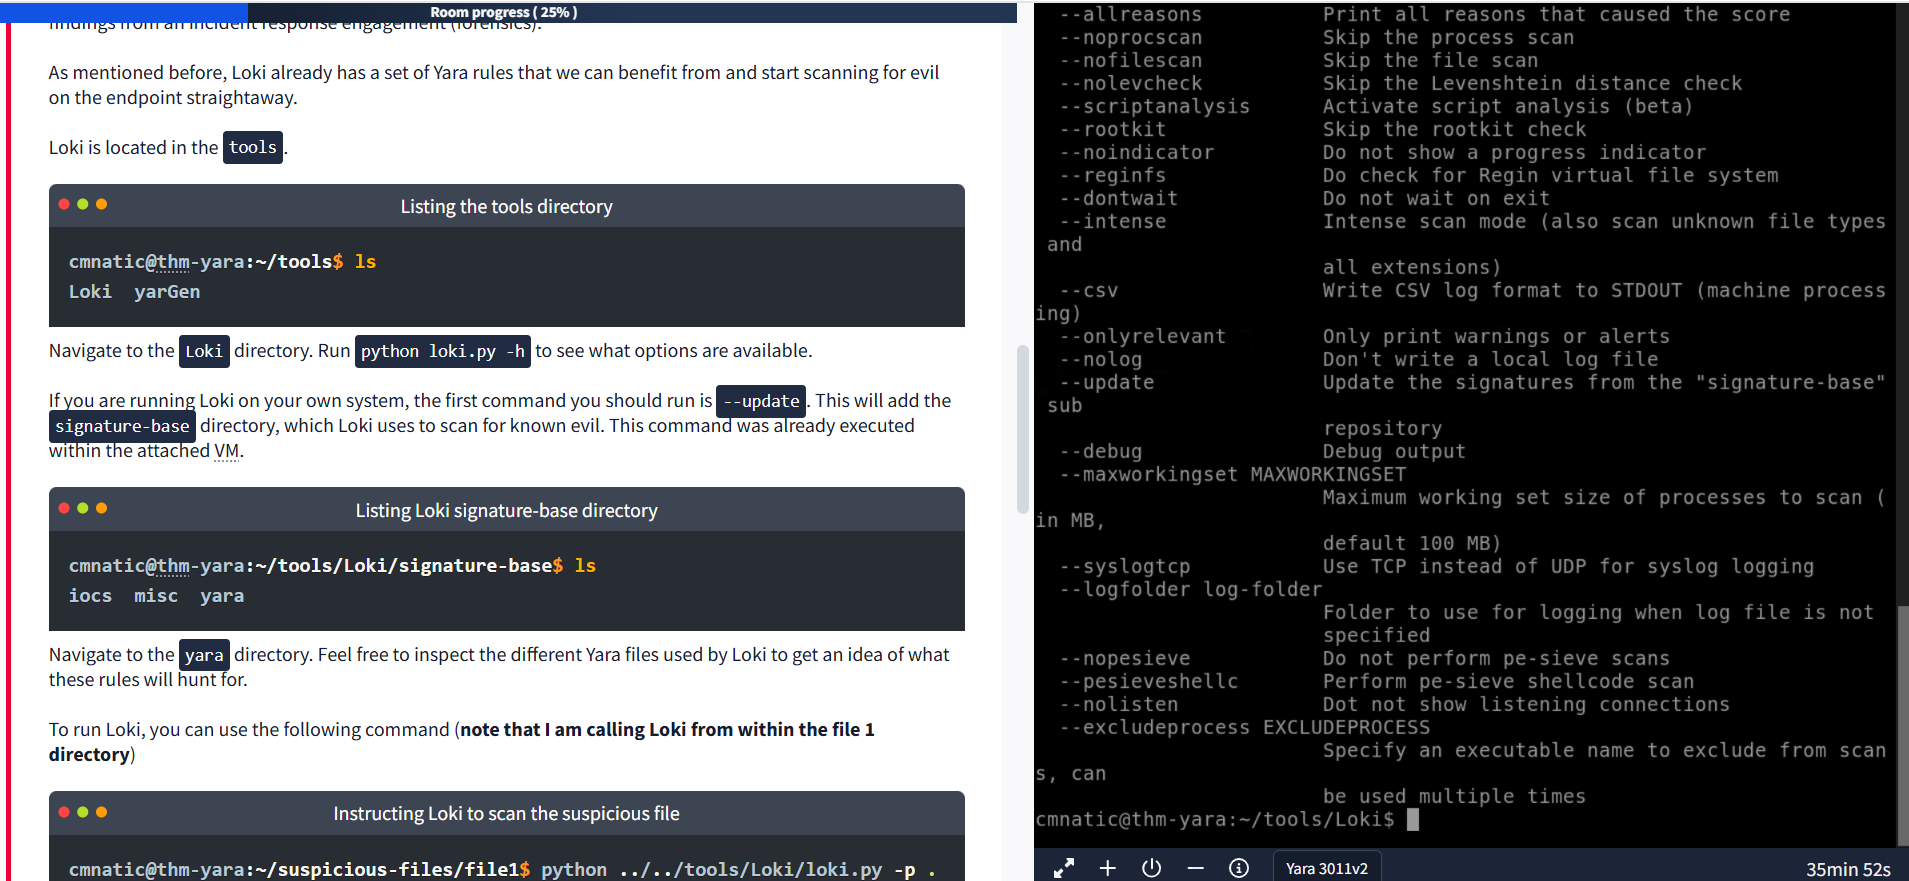 Room progress ( 25% )
findings from an incident response engagement (forensics).
As mentioned before, Loki already has a set of Yara rules that we can benefit from and start scanning for evil
on the endpoint straightaway.
Loki is located in the tools.
Listing the tools directory
cmnatic@thm-yara:~/tools$ ls
Loki  yarGen
Navigate to the Loki directory. Run python loki.py -h to see what options are available.
If you are running Loki on your own system, the first command you should run is --update. This will add the
signature-base directory, which Loki uses to scan for known evil. This command was already executed
within the attached VM.
Listing Loki signature-base directory
cmnatic@thm-yara:~/tools/Loki/signature-base$ ls
iocs  misc  yara
Navigate to the yara directory. Feel free to inspect the different Yara files used by Loki to get an idea of what
these rules will hunt for.
To run Loki, you can use the following command (note that I am calling Loki from within the file 1
directory)
Instructing Loki to scan the suspicious file
cmnatic@thm-yara:~/suspicious-files/file1$ python ../../tools/Loki/loki.py -p .
--allreasons          Print all reasons that caused the score
--noprocscan          Skip the process scan
--nofilescan          Skip the file scan
--nolevcheck          Skip the Levenshtein distance check
--scriptanalysis      Activate script analysis (beta)
--rootkit             Skip the rootkit check
--noindicator         Do not show a progress indicator
--reginfs             Do check for Regin virtual file system
--dontwait            Do not wait on exit
--intense             Intense scan mode (also scan unknown file types
and
all extensions)
--csv                 Write CSV log format to STDOUT (machine process
ing)
--onlyrelevant        Only print warnings or alerts
--nolog               Don't write a local log file
--update              Update the signatures from the "signature-base"
sub
repository
--debug               Debug output
--maxworkingset MAXWORKINGSET
Maximum working set size of processes to scan (
in MB,
default 100 MB)
--syslogtcp           Use TCP instead of UDP for syslog logging
--logfolder log-folder
Folder to use for logging when log file is not
specified
--nopesieve           Do not perform pe-sieve scans
--pesieveshellc       Perform pe-sieve shellcode scan
--nolisten            Dot not show listening connections
--excludeprocess EXCLUDEPROCESS
Specify an executable name to exclude from scan
s, can
be used multiple times
cmnatic@thm-yara:~/tools/Loki$
Yara 3011v2
35min 52s